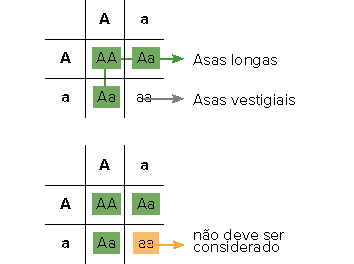 A a
A AA Aa Asas longas
a Aa aa Asas vestigiais
A a
A AA Aa
a Aa aa não deve ser
considerado